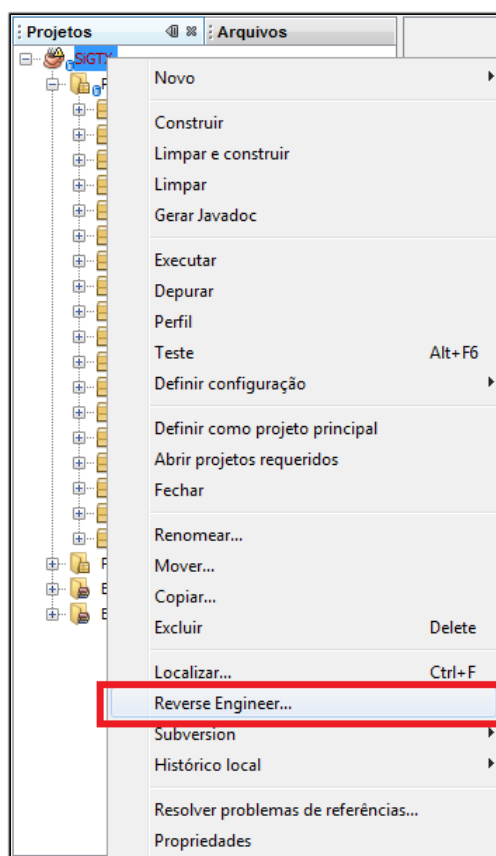 Projetos
Arquivos
SiGTX
Novo
Construir
Limpar e construir
Limpar
Gerar Javadoc
Executar
Depurar
Perfil
Teste Alt+F6
Definir configuração
Definir como projeto principal
Abrir projetos requeridos
Fechar
Renomear...
Mover...
Copiar...
Excluir Delete
Localizar... Ctrl+F
Reverse Engineer...
Subversion
Histórico local
Resolver problemas de referências...
Propriedades